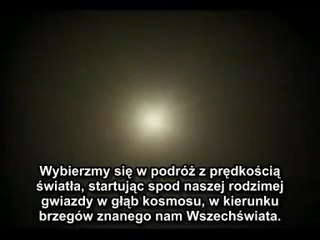 Wybierzmy się w podróż z prędkością
światła, startując spod naszej rodzimej
gwiazdy w głąb kosmosu, w kierunku
brzegów znanego nam Wszechświata.